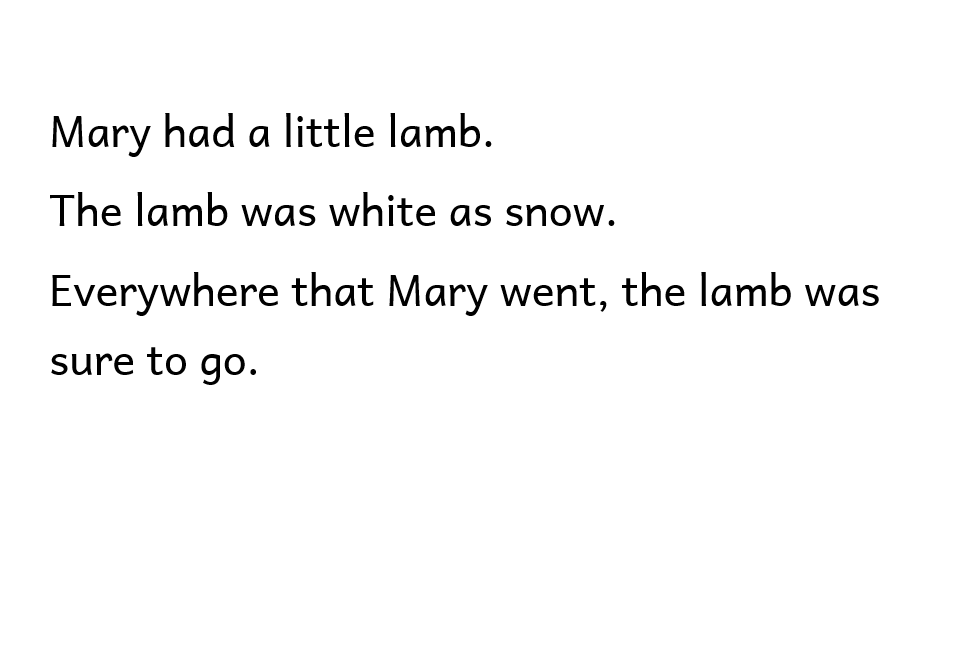 Mary had a little lamb.
The lamb was white as snow.
Everywhere that Mary went, the lamb was
sure to go.